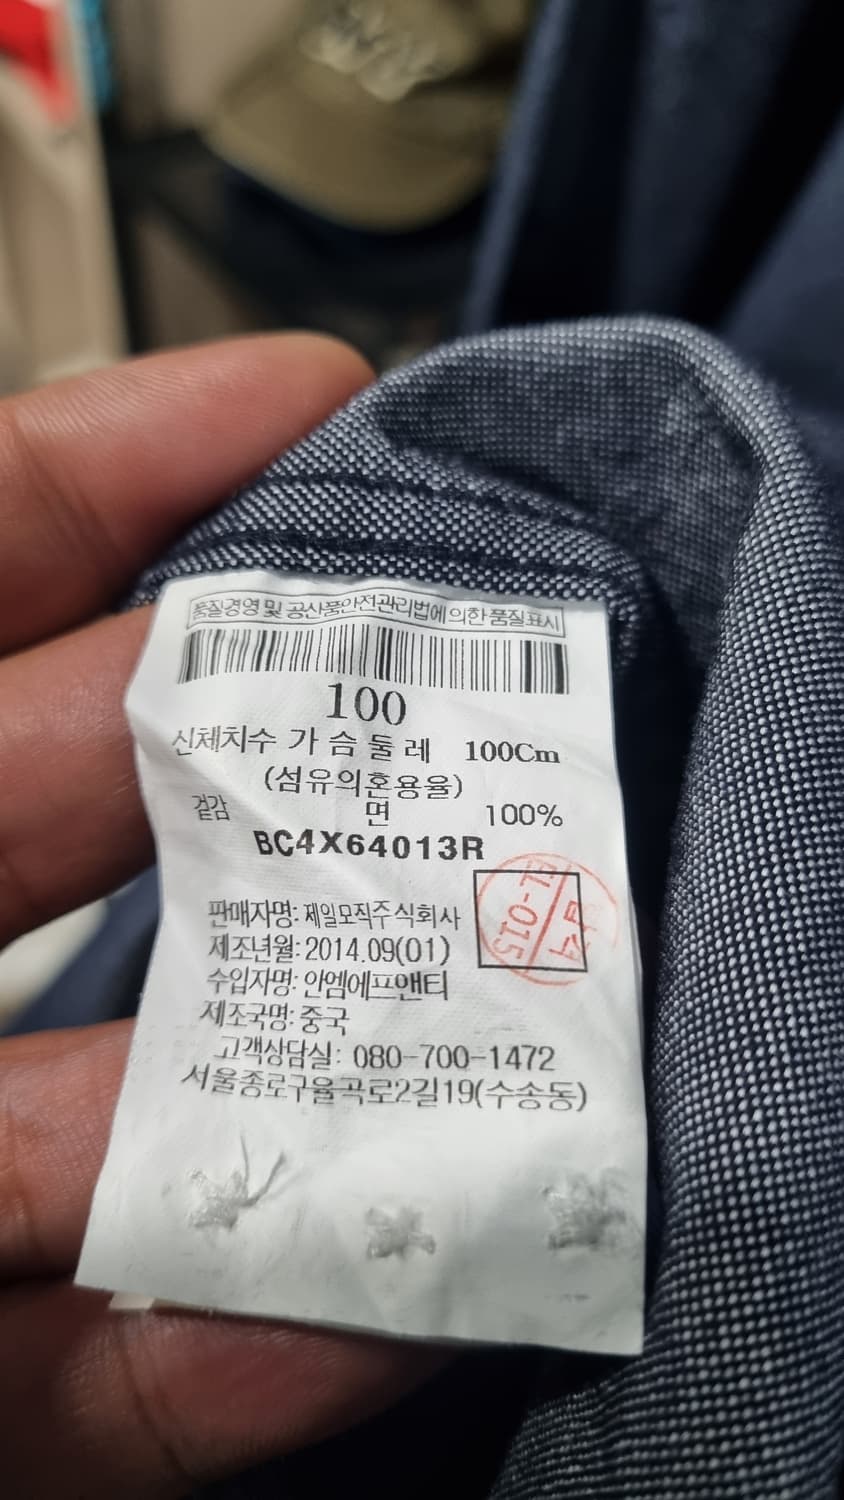 품질경영 및 공산품안전관리법에 의한 품질표시
100
신체치수 가슴둘레 100Cm
(섬유의혼용율)
겉감 면 100%
BC4X64013R
판매자명: 제일모직주식회사
제조년월: 2014.09(01)
수입자명: 안엠에프앤티
제조국명: 중국
고객상담실: 080-700-1472
서울종로구율곡로2길19(수송동)
L-015